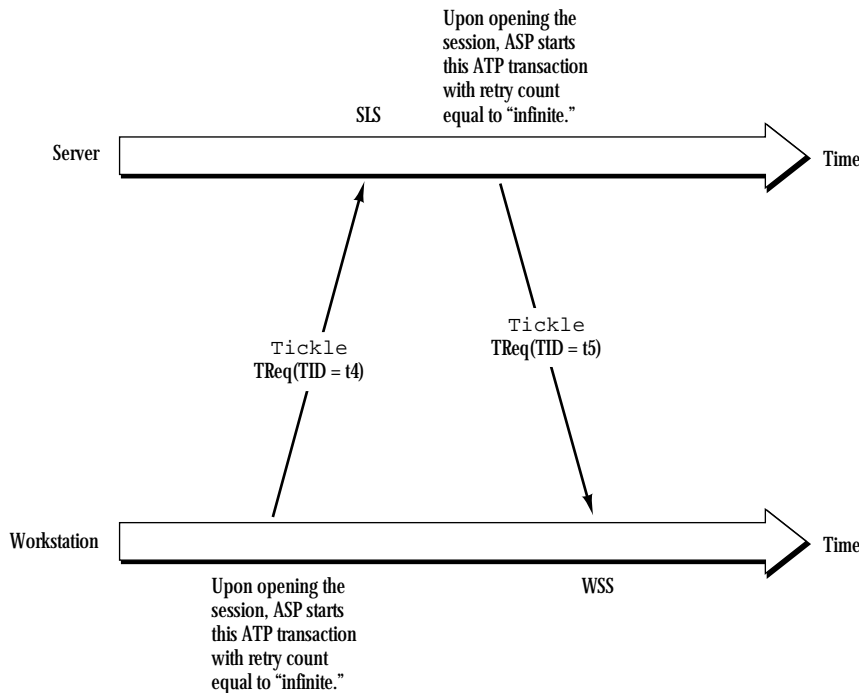 Upon opening the
session, ASP starts
this ATP transaction
with retry count
equal to “infinite.”
SLS
Server
Time
Tickle
TReq(TID = t4)
Tickle
TReq(TID = t5)
Workstation
Time
Upon opening the
session, ASP starts
this ATP transaction
with retry count
equal to “infinite.”
WSS